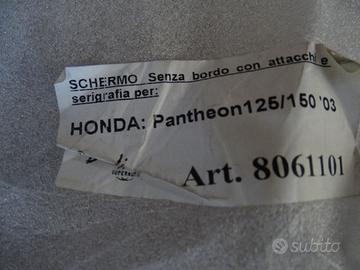 SCHERMO Senza bordo con attacchi e
serigrafia per:
HONDA: Pantheon125/150 '03
Art. 8061101
subito